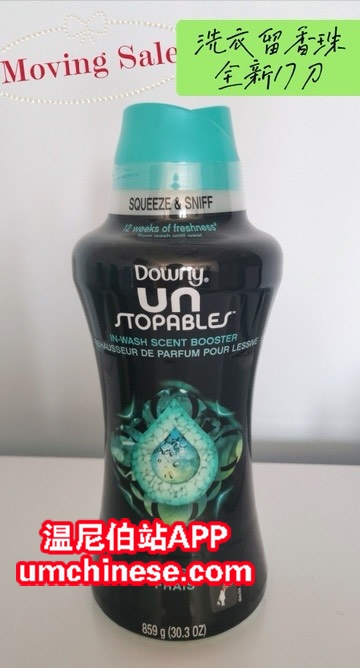 Moving Sale
洗衣留香珠
全新17刀
SQUEEZE & SNIFF
12 weeks of freshness*
Downy®
un
STOPABLES™
IN-WASH SCENT BOOSTER
HAUSSEUR DE PARFUM POUR LESSIVE
温尼伯站APP
umchinese.com
FRAIS
859 g (30.3 OZ)